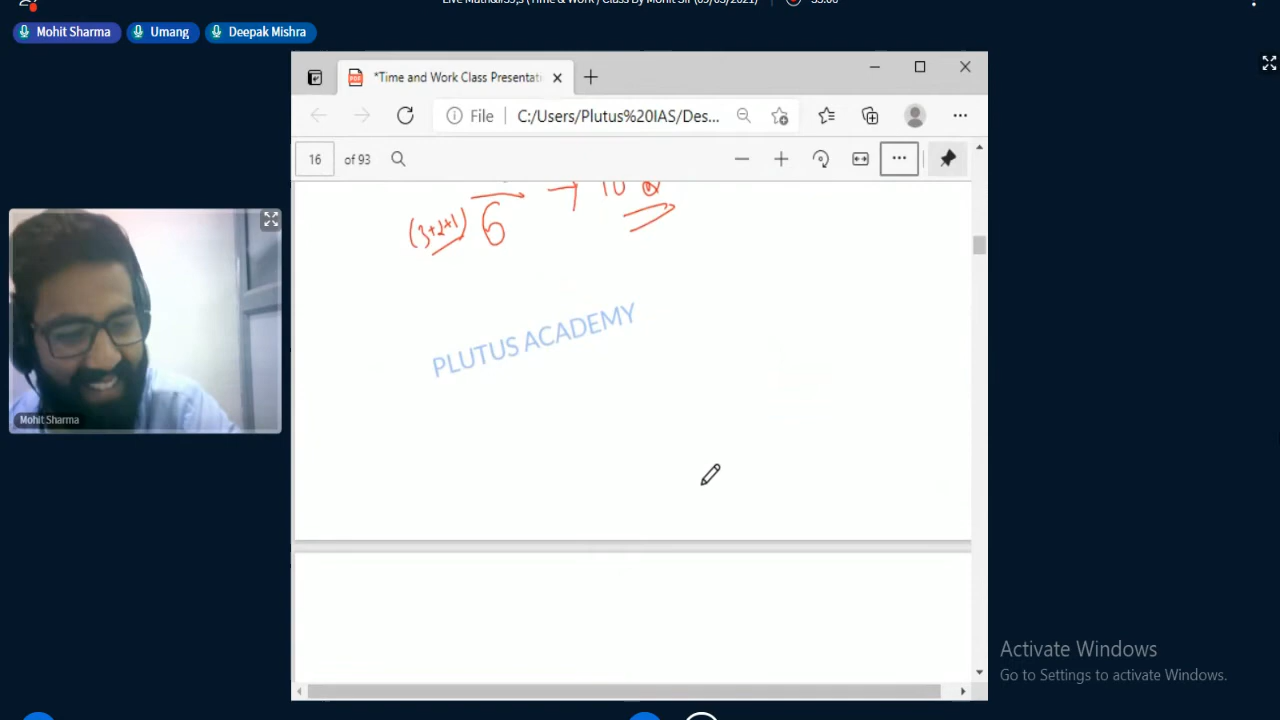 Mohit Sharma
Umang
Deepak Mishra
*Time and Work Class Presentati
File
C:/Users/Plutus%20IAS/Des...
16 of 93
(3+2+1) 6
PLUTUS ACADEMY
Mohit Sharma
Activate Windows
Go to Settings to activate Windows.